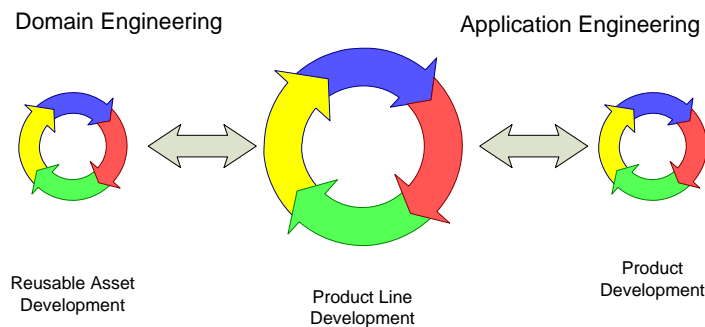 Domain Engineering
Application Engineering
Reusable Asset
Development
Product Line
Development
Product
Development